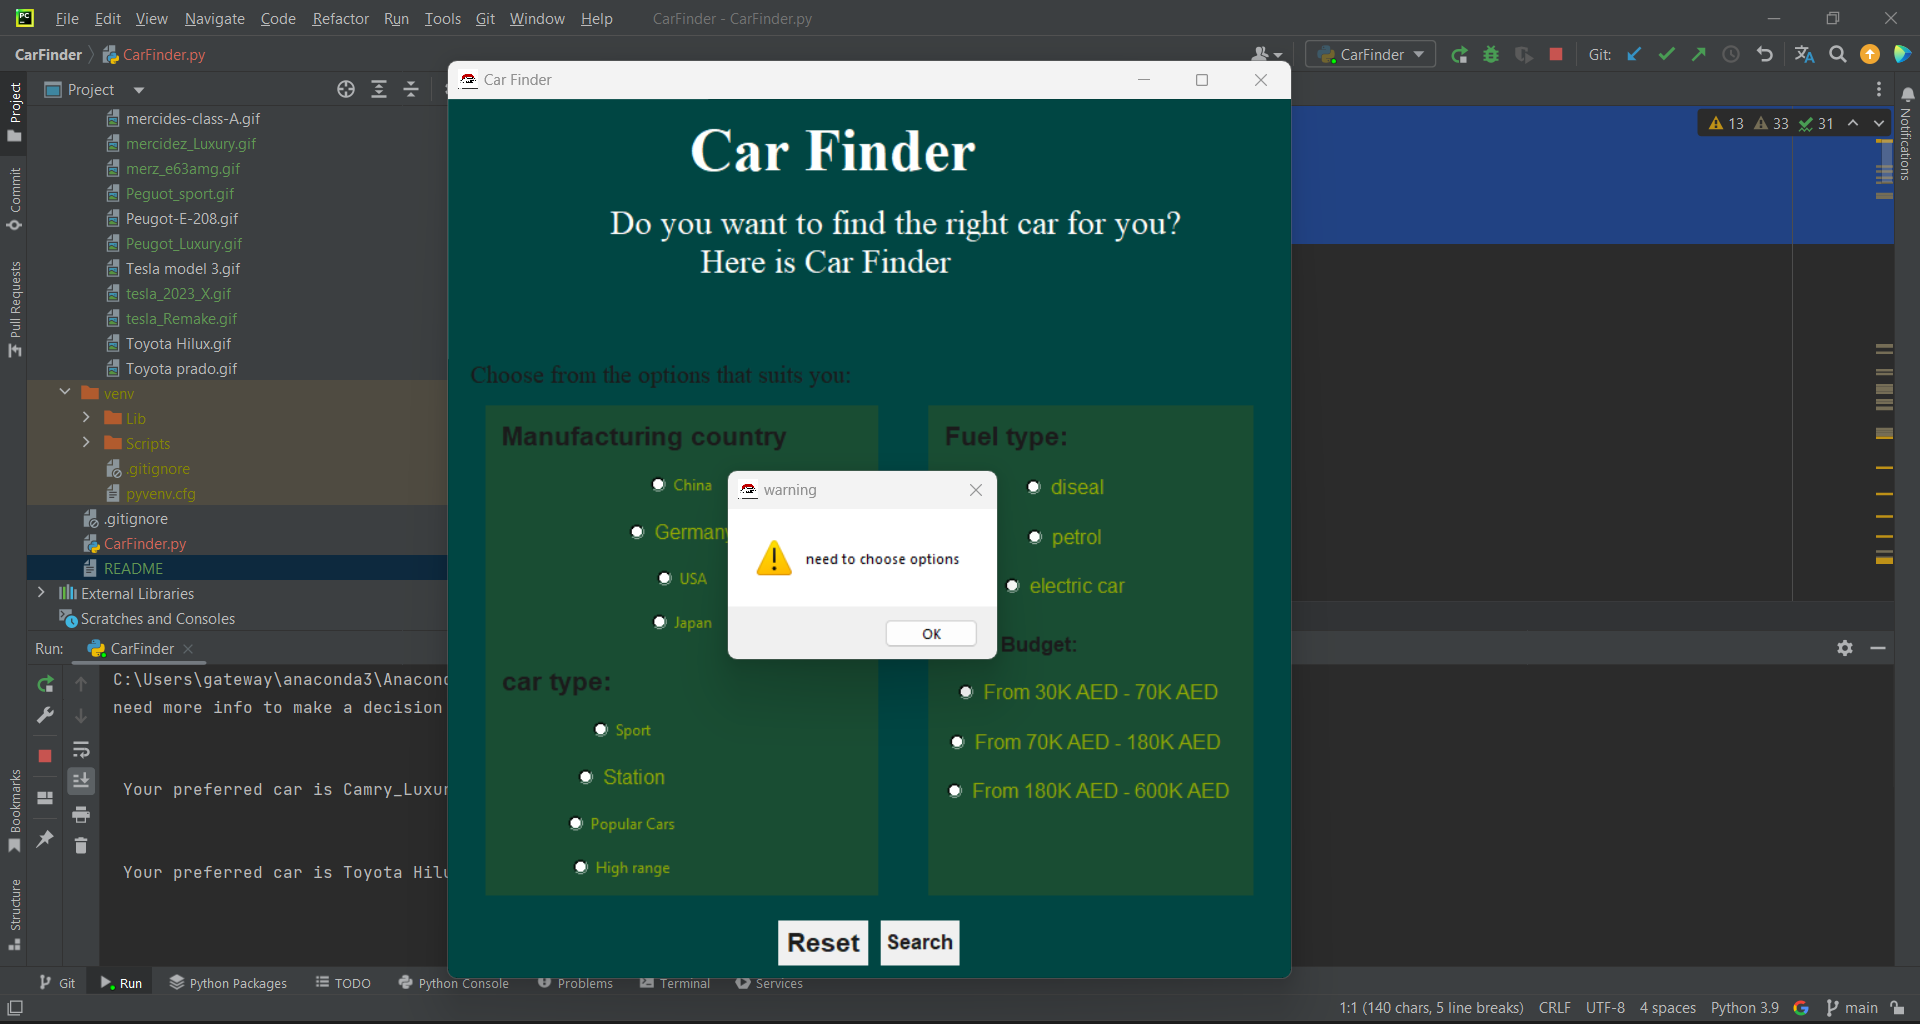 File Edit View Navigate Code Refactor Run Tools Git Window Help CarFinder - CarFinder.py
CarFinder CarFinder.py
CarFinder
Git:
Project
Project
mercides-class-A.gif
mercidez_Luxury.gif
merz_e63amg.gif
Peguot_sport.gif
Peugot-E-208.gif
Peugot_Luxury.gif
Tesla model 3.gif
tesla_2023_X.gif
tesla_Remake.gif
Toyota Hilux.gif
Toyota prado.gif
venv
Lib
Scripts
.gitignore
pyvenv.cfg
.gitignore
CarFinder.py
README
External Libraries
Scratches and Consoles
Commit
Pull Requests
Bookmarks
Structure
Notifications
13 33 31
Car Finder
Car Finder
Do you want to find the right car for you?
Here is Car Finder
Choose from the options that suits you:
Manufacturing country
China
Germany
USA
Japan
car type:
Sport
Station
Popular Cars
High range
Fuel type:
diseal
petrol
electric car
Budget:
From 30K AED - 70K AED
From 70K AED - 180K AED
From 180K AED - 600K AED
Reset Search
warning
need to choose options
OK
Run: CarFinder
C:\Users\gateway\anaconda3\Anacond
need more info to make a decision
Your preferred car is Camry_Luxur
Your preferred car is Toyota Hilu
Git Run Python Packages TODO Python Console Problems Terminal Services
1:1 (140 chars, 5 line breaks) CRLF UTF-8 4 spaces Python 3.9 main